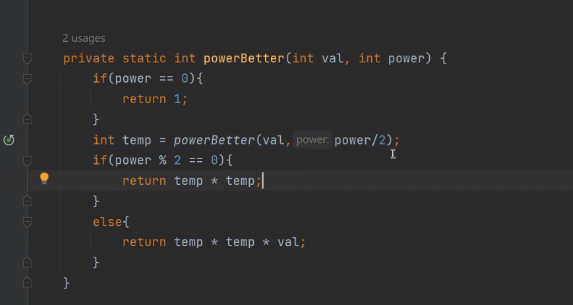 2 usages
private static int powerBetter(int val, int power) {
if(power == 0){
return 1;
}
int temp = powerBetter(val, power: power/2);
if(power % 2 == 0){
return temp * temp;
}
else{
return temp * temp * val;
}
}